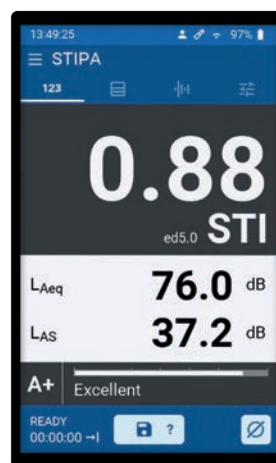 13:49:25 97%
STIPA
123
0.88
ed5.0 STI
LAeq 76.0 dB
LAS 37.2 dB
A+ Excellent
READY
00:00:00 ?